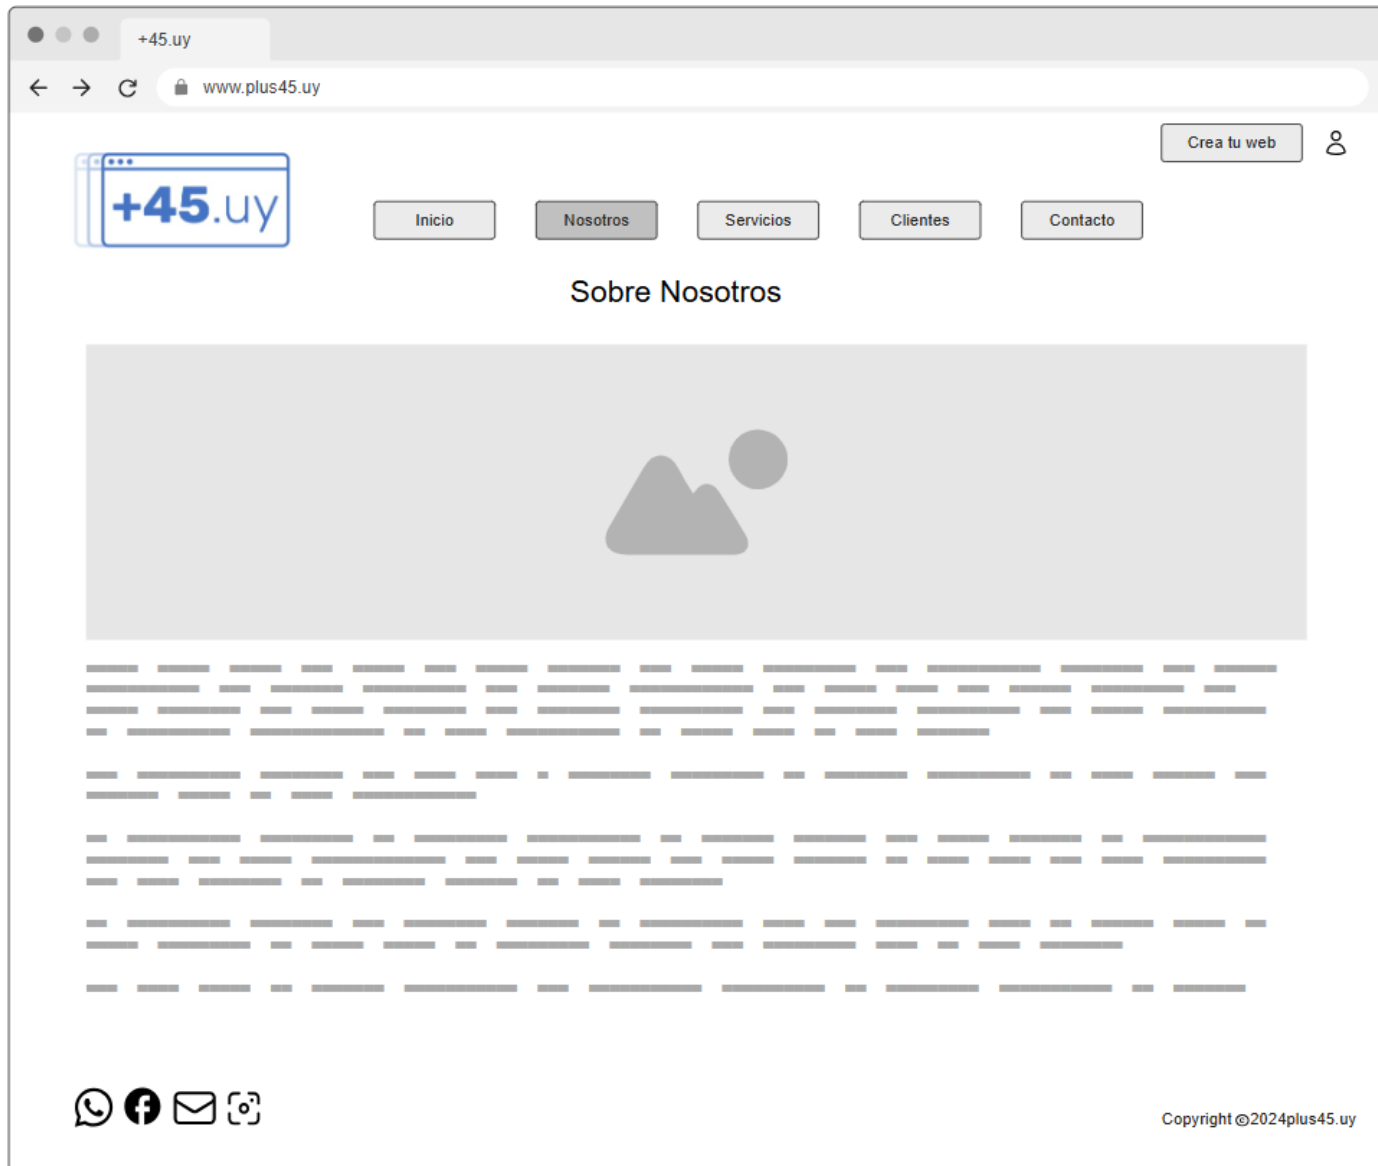 +45.uy
www.plus45.uy
Crea tu web
+45.uy
Inicio
Nosotros
Servicios
Clientes
Contacto
Sobre Nosotros
Copyright ©2024plus45.uy